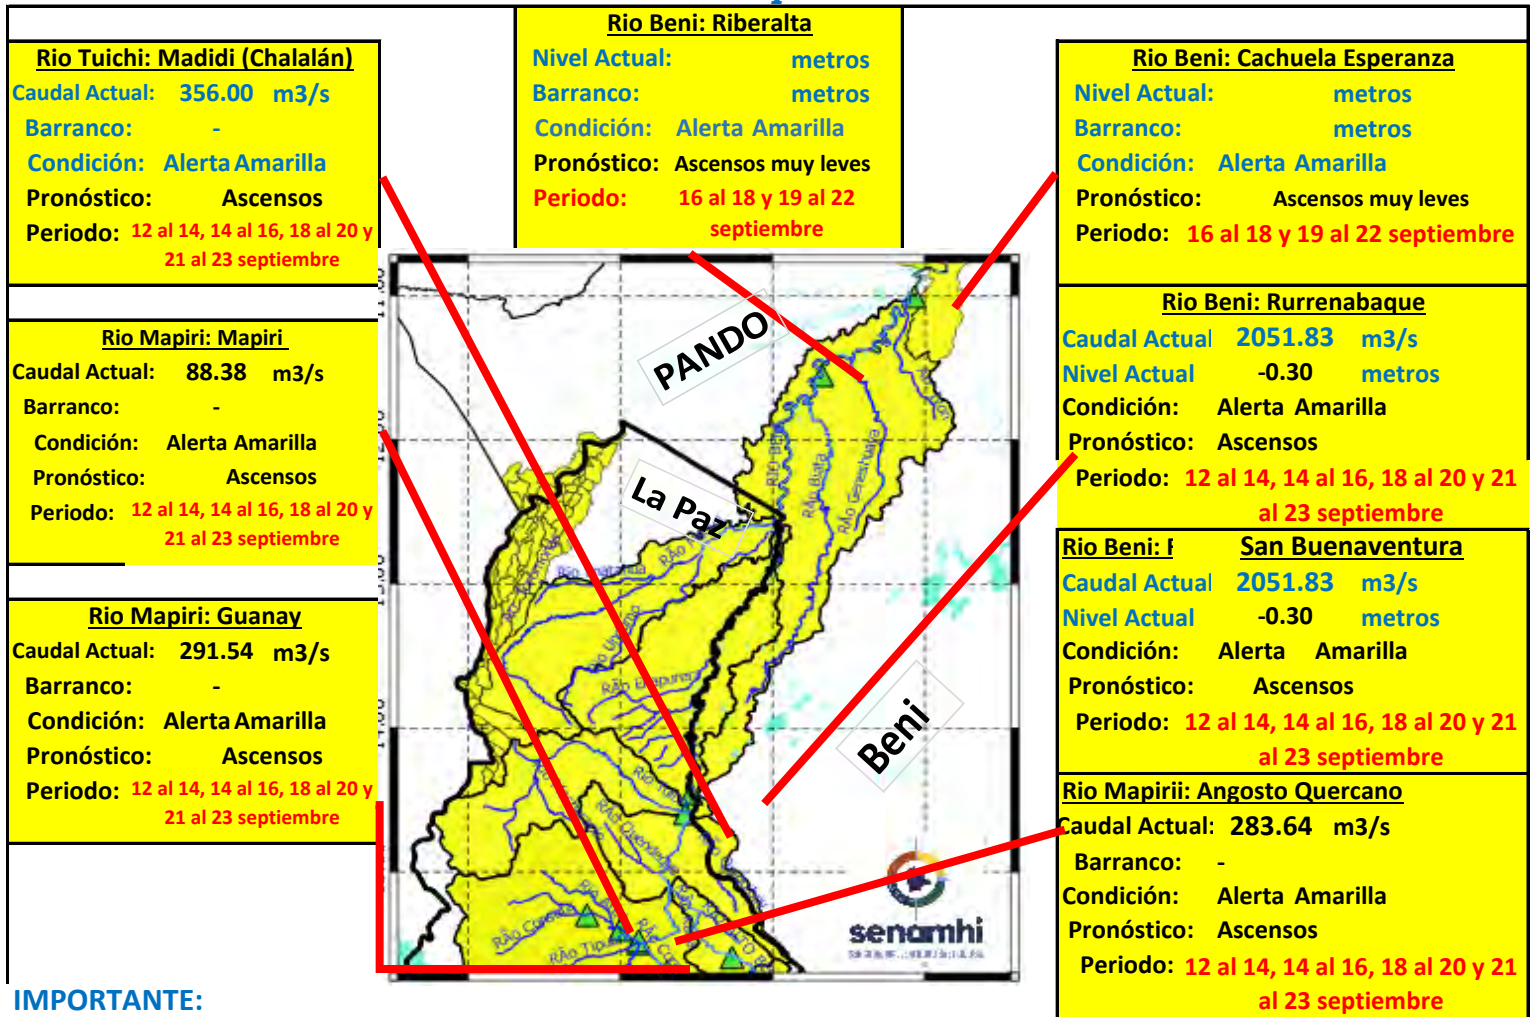 Rio Tuichi: Madidi (Chalalán)
Caudal Actual: 356.00 m3/s
Barranco: -
Condición: Alerta Amarilla
Pronóstico: Ascensos
Periodo: 12 al 14, 14 al 16, 18 al 20 y
21 al 23 septiembre
Rio Mapiri: Mapiri
Caudal Actual: 88.38 m3/s
Barranco: -
Condición: Alerta Amarilla
Pronóstico: Ascensos
Periodo: 12 al 14, 14 al 16, 18 al 20 y
21 al 23 septiembre
Rio Mapiri: Guanay
Caudal Actual: 291.54 m3/s
Barranco: -
Condición: Alerta Amarilla
Pronóstico: Ascensos
Periodo: 12 al 14, 14 al 16, 18 al 20 y
21 al 23 septiembre
Rio Beni: Riberalta
Nivel Actual: metros
Barranco: metros
Condición: Alerta Amarilla
Pronóstico: Ascensos muy leves
Periodo: 16 al 18 y 19 al 22
septiembre
PANDO
La Paz
Beni
RÃo Biata
senamhi
Rio Beni: Cachuela Esperanza
Nivel Actual: metros
Barranco: metros
Condición: Alerta Amarilla
Pronóstico: Ascensos muy leves
Periodo: 16 al 18 y 19 al 22 septiembre
Rio Beni: Rurrenabaque
Caudal Actual 2051.83 m3/s
Nivel Actual -0.30 metros
Condición: Alerta Amarilla
Pronóstico: Ascensos
Periodo: 12 al 14, 14 al 16, 18 al 20 y 21
al 23 septiembre
Rio Beni: San Buenaventura
Caudal Actual 2051.83 m3/s
Nivel Actual -0.30 metros
Condición: Alerta Amarilla
Pronóstico: Ascensos
Periodo: 12 al 14, 14 al 16, 18 al 20 y 21
al 23 septiembre
Rio Mapirii: Angosto Quercano
Caudal Actual: 283.64 m3/s
Barranco: -
Condición: Alerta Amarilla
Pronóstico: Ascensos
Periodo: 12 al 14, 14 al 16, 18 al 20 y 21
al 23 septiembre
IMPORTANTE: